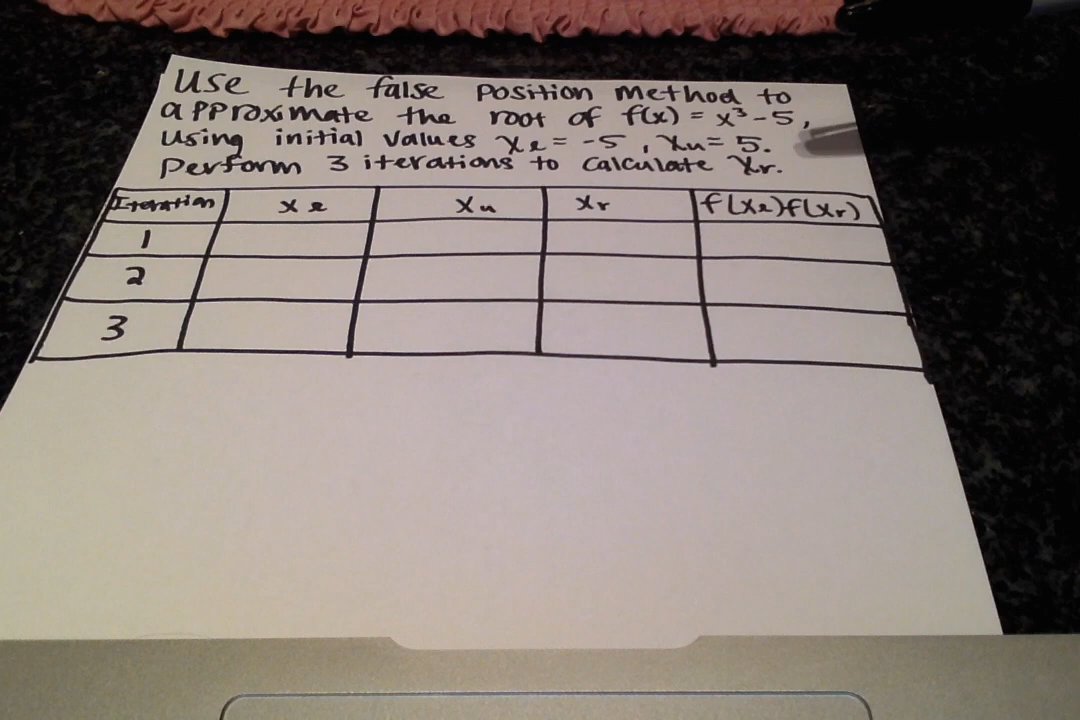 Use the false position method to
approximate the root of f(x) = x³-5,
using initial values xℓ = -5, xu = 5.
Perform 3 iterations to calculate xr.
Iteration xℓ xu xr f(xℓ)f(xr)
1
2
3